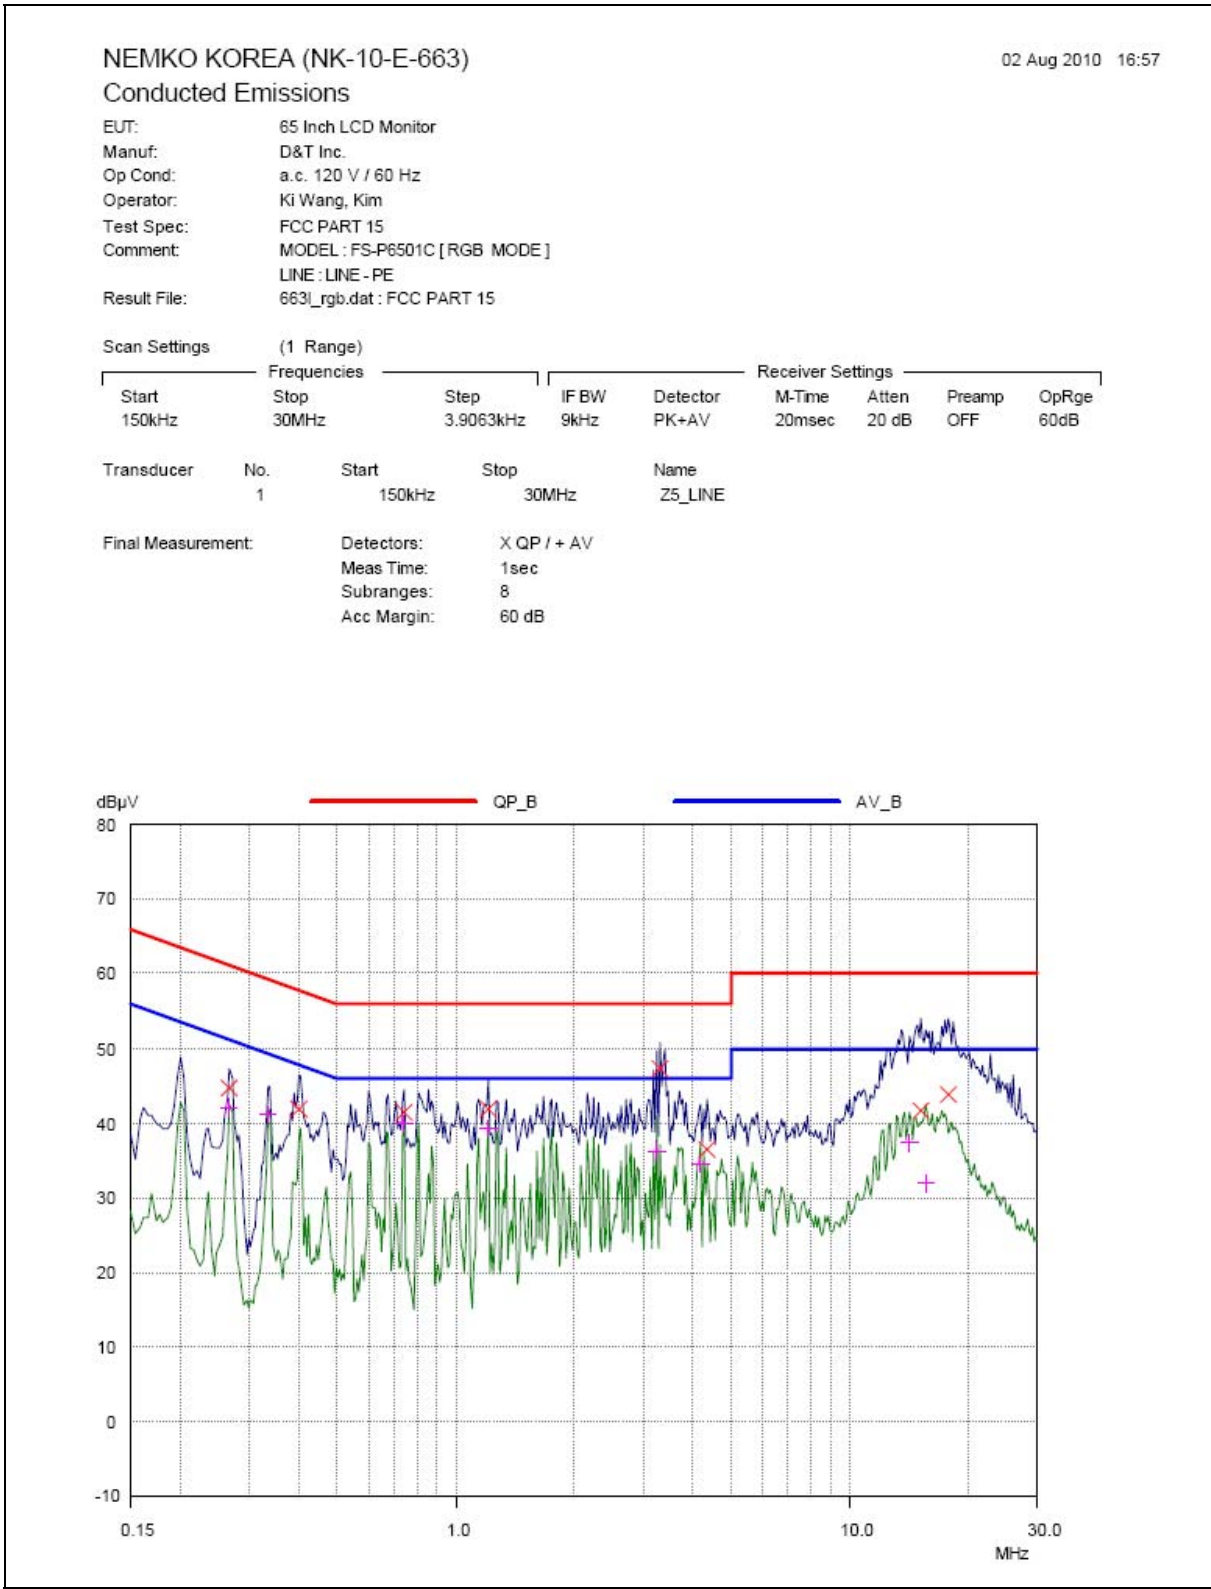 NEMKO KOREA (NK-10-E-663) 02 Aug 2010 16:57
Conducted Emissions
EUT: 65 Inch LCD Monitor
Manuf: D&T Inc.
Op Cond: a.c. 120 V / 60 Hz
Operator: Ki Wang, Kim
Test Spec: FCC PART 15
Comment: MODEL : FS-P6501C [ RGB MODE ]
LINE : LINE - PE
Result File: 663l_rgb.dat : FCC PART 15
Scan Settings (1 Range)
Frequencies Receiver Settings
Start Stop Step IF BW Detector M-Time Atten Preamp OpRge
150kHz 30MHz 3.9063kHz 9kHz PK+AV 20msec 20 dB OFF 60dB
Transducer No. Start Stop Name
1 150kHz 30MHz Z5_LINE
Final Measurement: Detectors: X QP / + AV
Meas Time: 1sec
Subranges: 8
Acc Margin: 60 dB
dBµV QP_B AV_B
80
70
60
50
40
30
20
10
0
-10
0.15 1.0 10.0 30.0
MHz